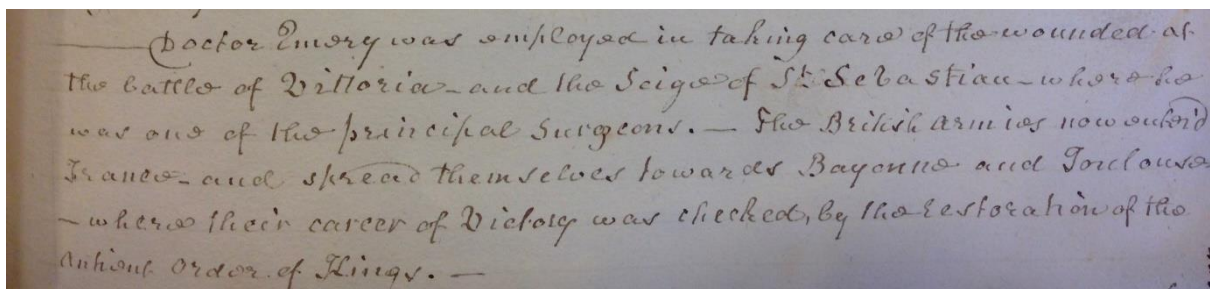 Doctor Emery was employed in taking care of the wounded at
the battle of Vittoria - and the Seige of St. Sebastian - where he
was one of the principal Surgeons. — The British armies now enter'd
France - and spread themselves towards Bayonne and Toulouse
- where their career of Victory was checked, by the restoration of the
antient order of Kings. —